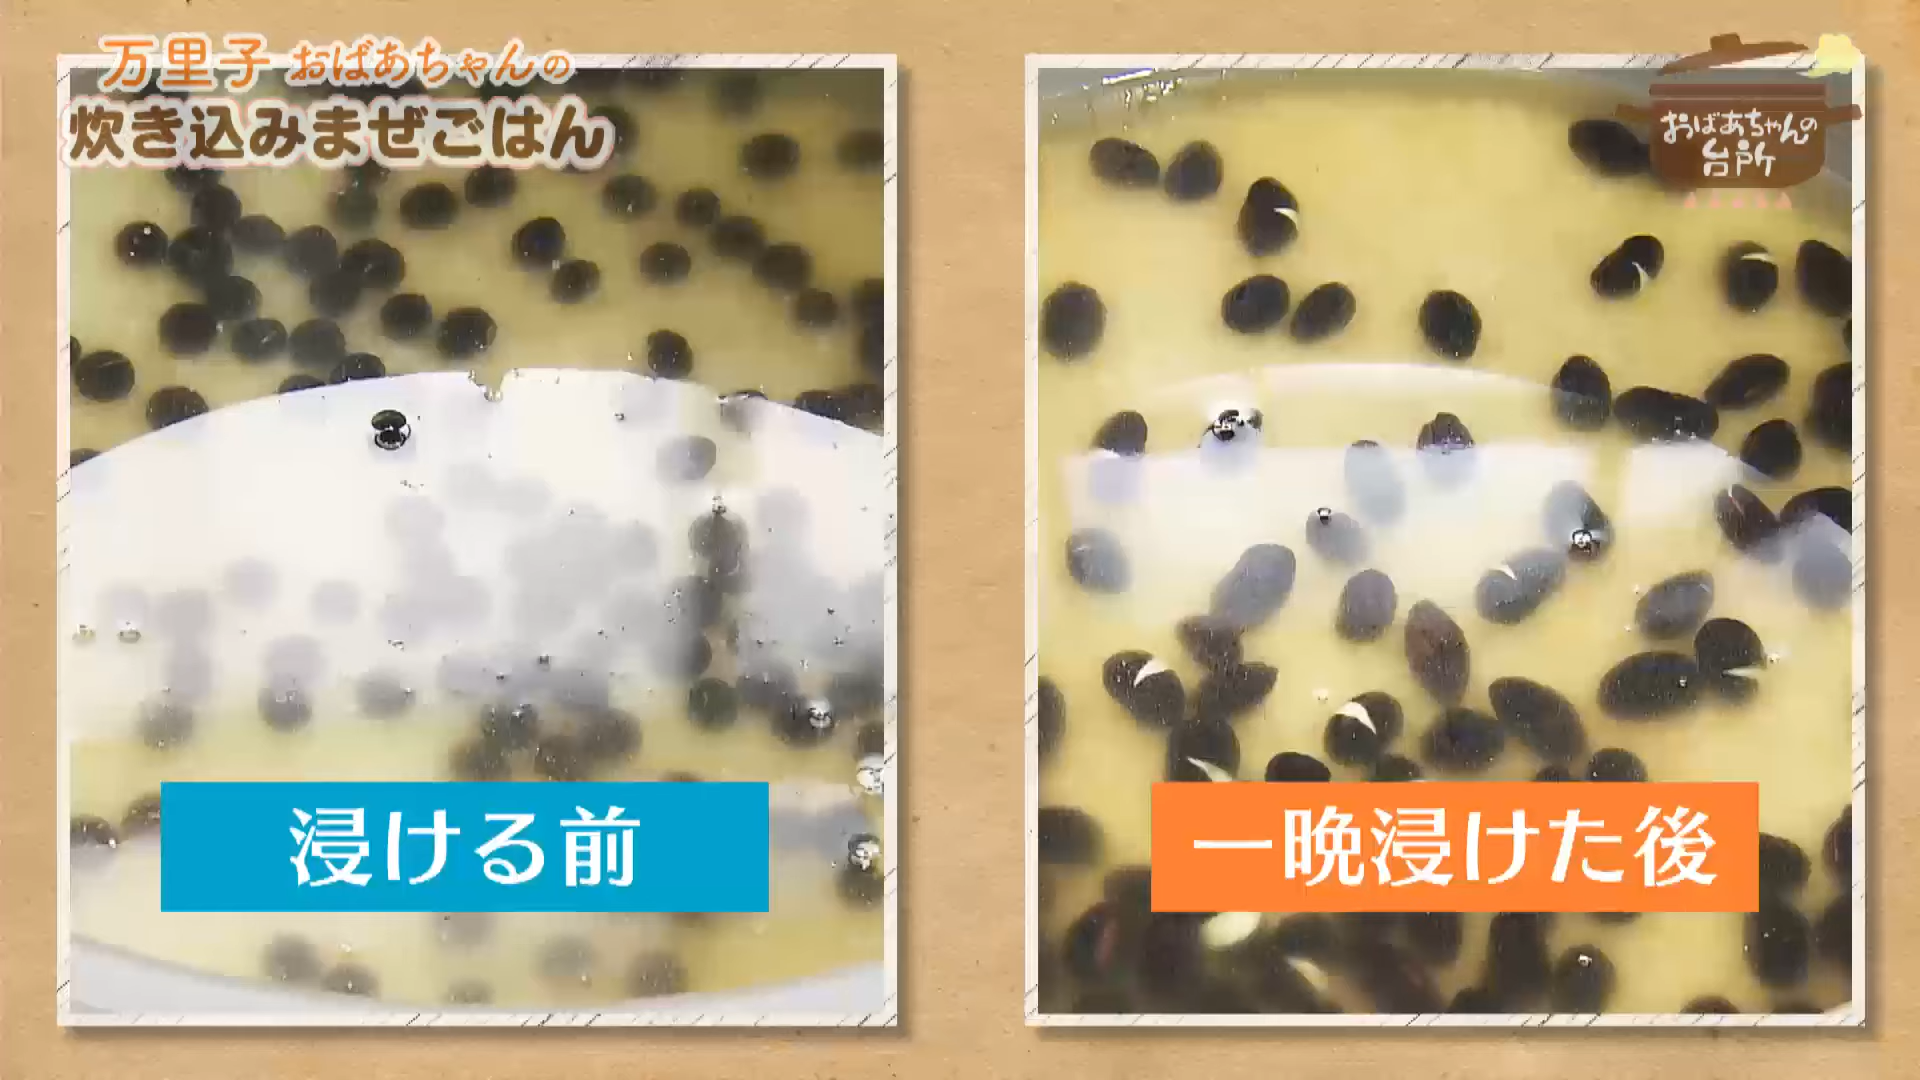 万里子 おばあちゃんの
炊き込みまぜごはん
おばあちゃんの
台所
浸ける前
一晩浸けた後